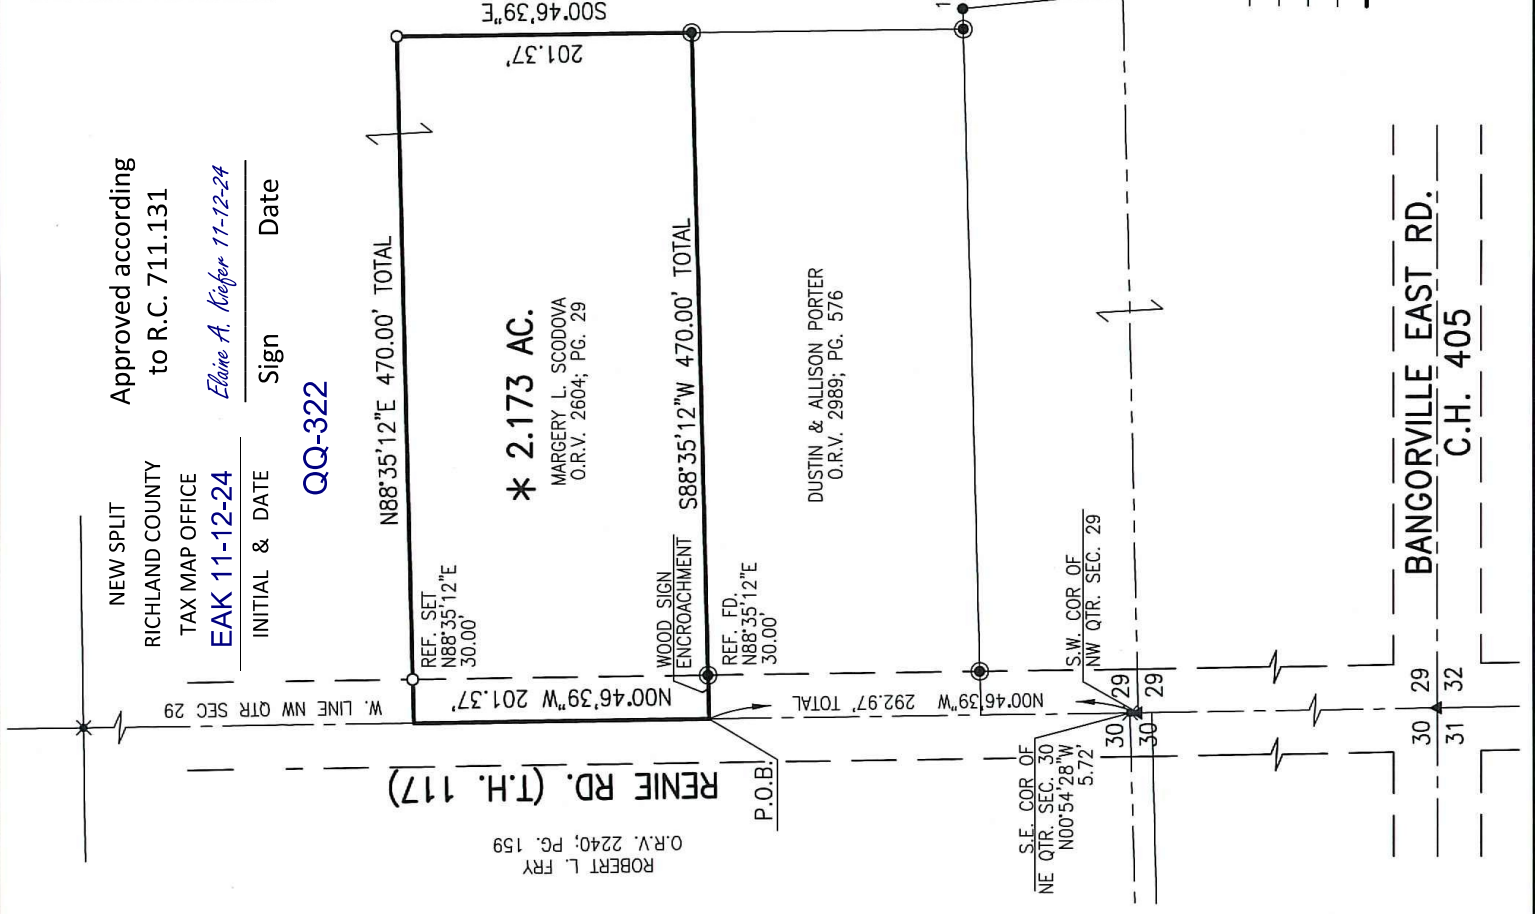 NEW SPLIT
RICHLAND COUNTY
TAX MAP OFFICE
EAK 11-12-24
INITIAL & DATE
Approved according
to R.C. 711.131
Elaine A. Kiefer 11-12-24
Sign Date
QQ-322
S00°46'39"E
201.37'
N88°35'12"E 470.00' TOTAL
* 2.173 AC.
MARGERY L. SCODOVA
O.R.V. 2604; PG. 29
S88°35'12"W 470.00' TOTAL
REF. SET
N88°35'12"E
30.00'
WOOD SIGN
ENCROACHMENT
REF. FD.
N88°35'12"E
30.00'
DUSTIN & ALLISON PORTER
O.R.V. 2989; PG. 576
W. LINE NW QTR SEC 29
N00°46'39"W 201.37'
N00°46'39"W 292.97' TOTAL
S.W. COR OF
NW QTR. SEC. 29
30 29
30 29
RENIE RD. (T.H. 117)
P.O.B.
ROBERT L. FRY
O.R.V. 2240; PG. 159
S.E. COR OF
NE QTR. SEC. 30
N00°54'28"W
5.72'
BANGORVILLE EAST RD.
C.H. 405
30 29
31 32
1